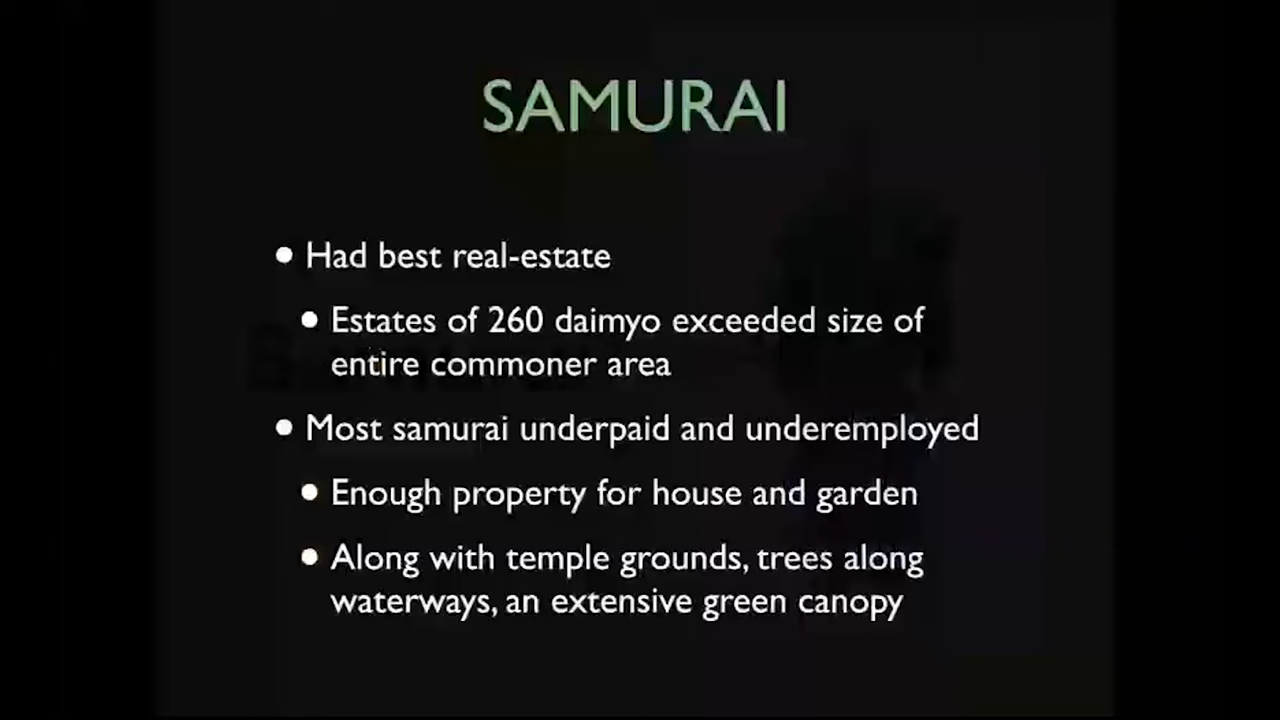 SAMURAI
• Had best real-estate
• Estates of 260 daimyo exceeded size of
entire commoner area
• Most samurai underpaid and underemployed
• Enough property for house and garden
• Along with temple grounds, trees along
waterways, an extensive green canopy